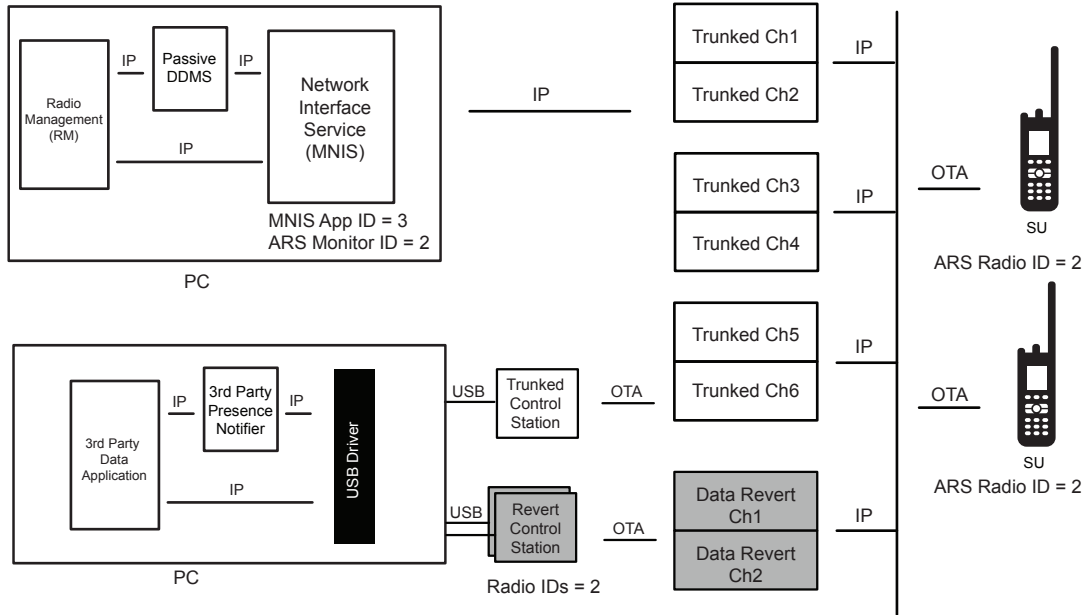 IP
Passive
DDMS
IP
Radio
Management
(RM)
IP
Network
Interface
Service
(MNIS)
MNIS App ID = 3
ARS Monitor ID = 2
PC
IP
Trunked Ch1
Trunked Ch2
IP
Trunked Ch3
Trunked Ch4
IP
Trunked Ch5
Trunked Ch6
IP
OTA
SU
ARS Radio ID = 2
OTA
SU
ARS Radio ID = 2
3rd Party
Data
Application
IP
3rd Party
Presence
Notifier
IP
IP
USB Driver
PC
USB
Trunked
Control
Station
OTA
USB
Revert
Control
Station
Radio IDs = 2
OTA
Data Revert
Ch1
Data Revert
Ch2
IP